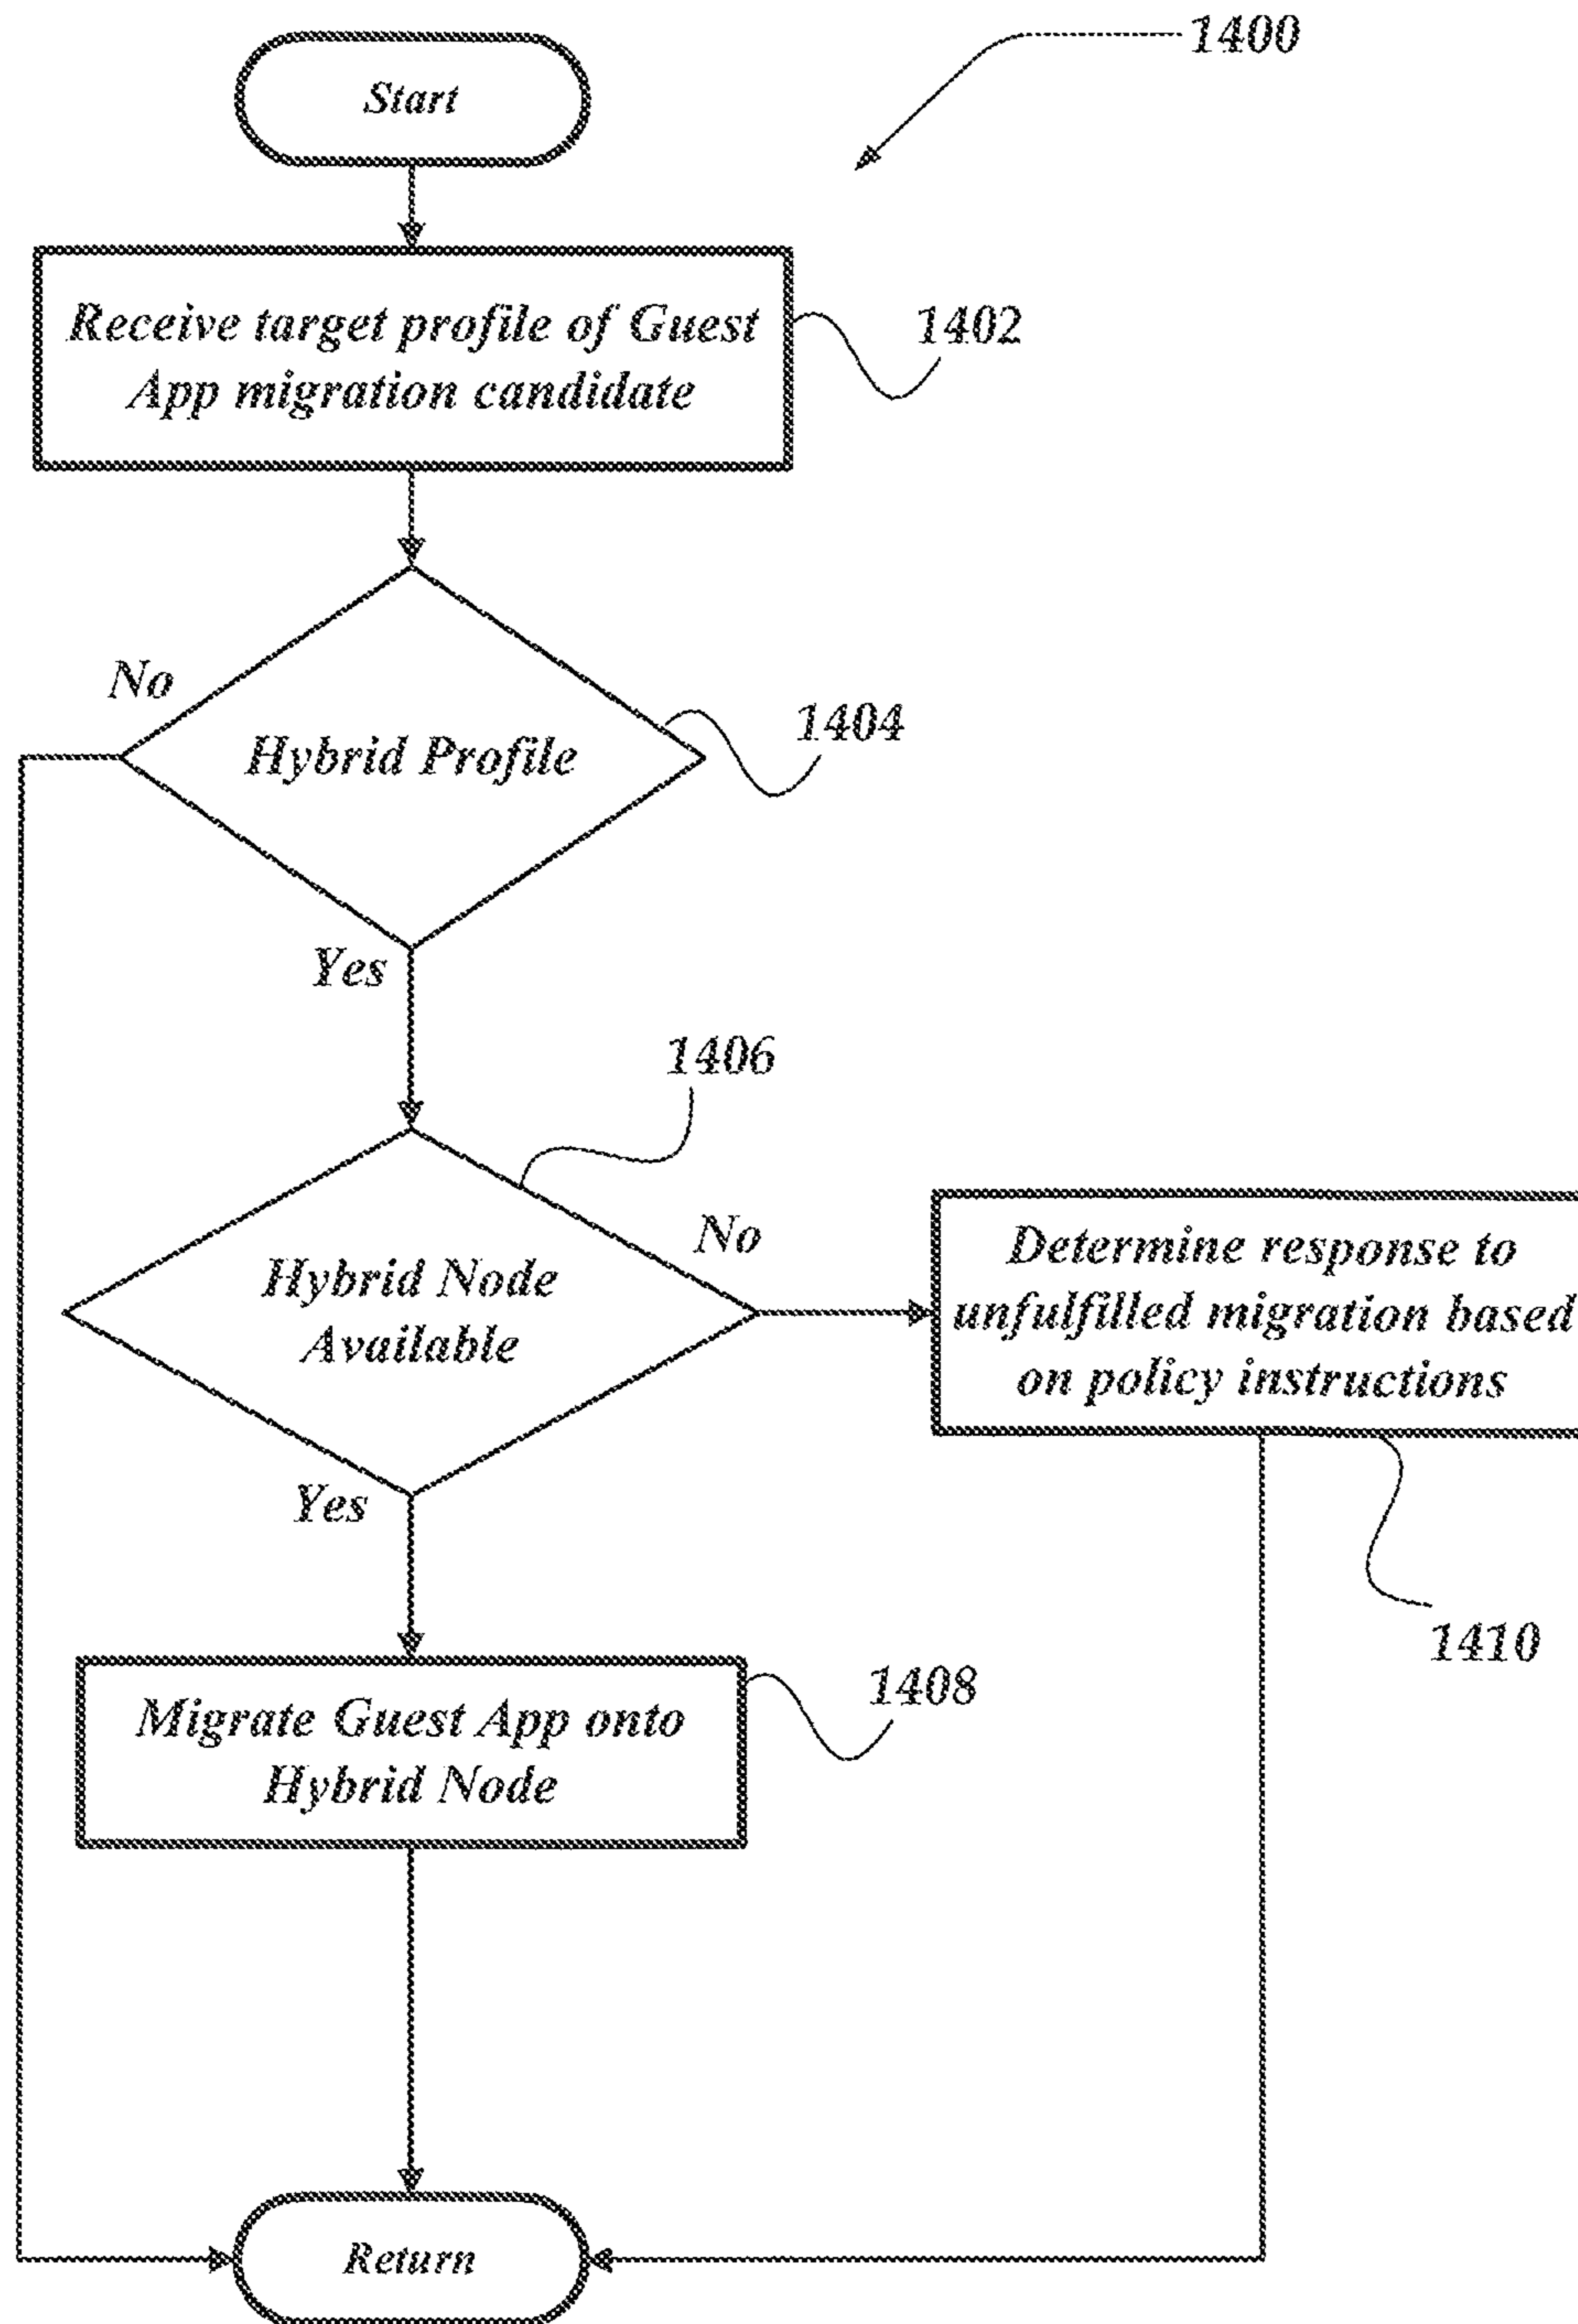 1400
Start
Receive target profile of Guest
App migration candidate
1402
No
Hybrid Profile
1404
Yes
1406
No
Hybrid Node
Available
Determine response to
unfulfilled migration based
on policy instructions
Yes
1410
Migrate Guest App onto
Hybrid Node
1408
Return